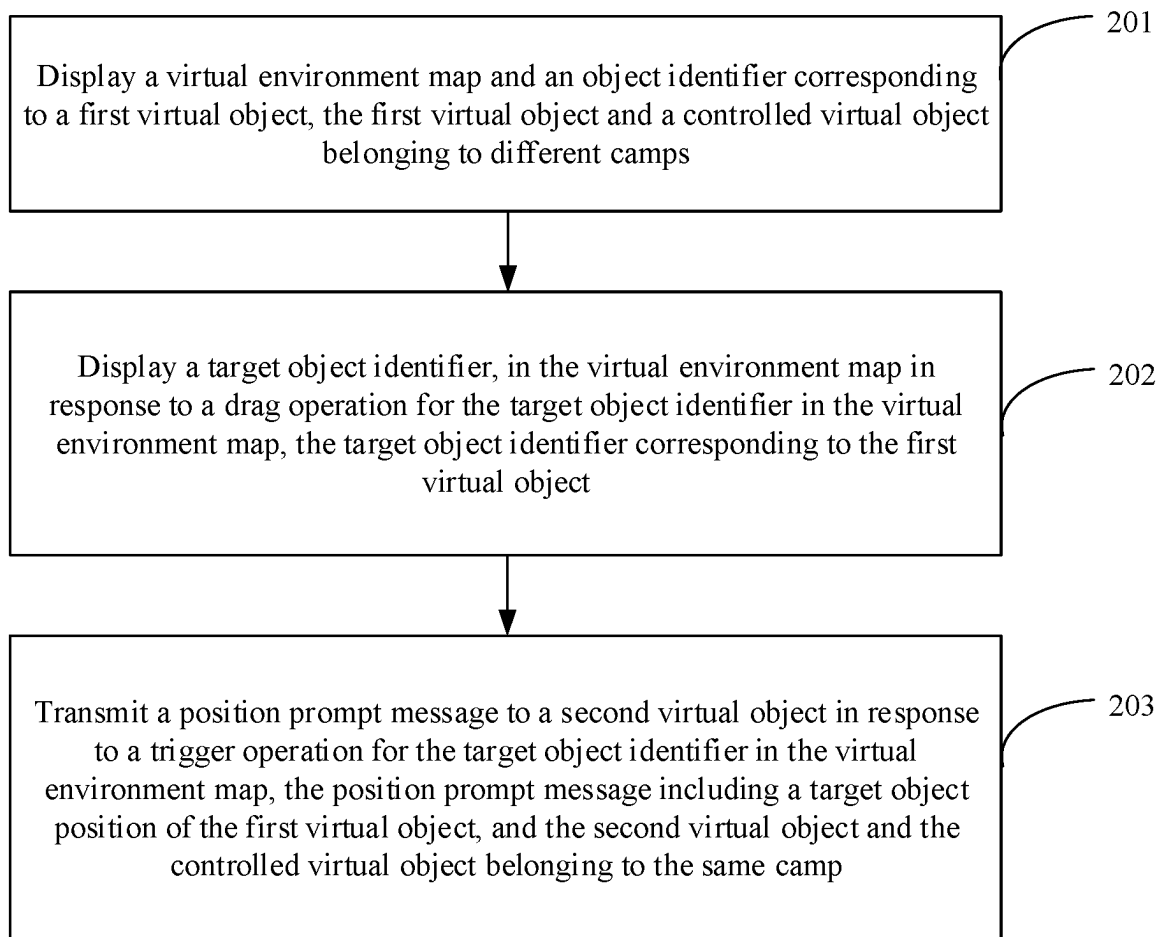 201
Display a virtual environment map and an object identifier corresponding
to a first virtual object, the first virtual object and a controlled virtual object
belonging to different camps
202
Display a target object identifier, in the virtual environment map in
response to a drag operation for the target object identifier in the virtual
environment map, the target object identifier corresponding to the first
virtual object
203
Transmit a position prompt message to a second virtual object in response
to a trigger operation for the target object identifier in the virtual
environment map, the position prompt message including a target object
position of the first virtual object, and the second virtual object and the
controlled virtual object belonging to the same camp